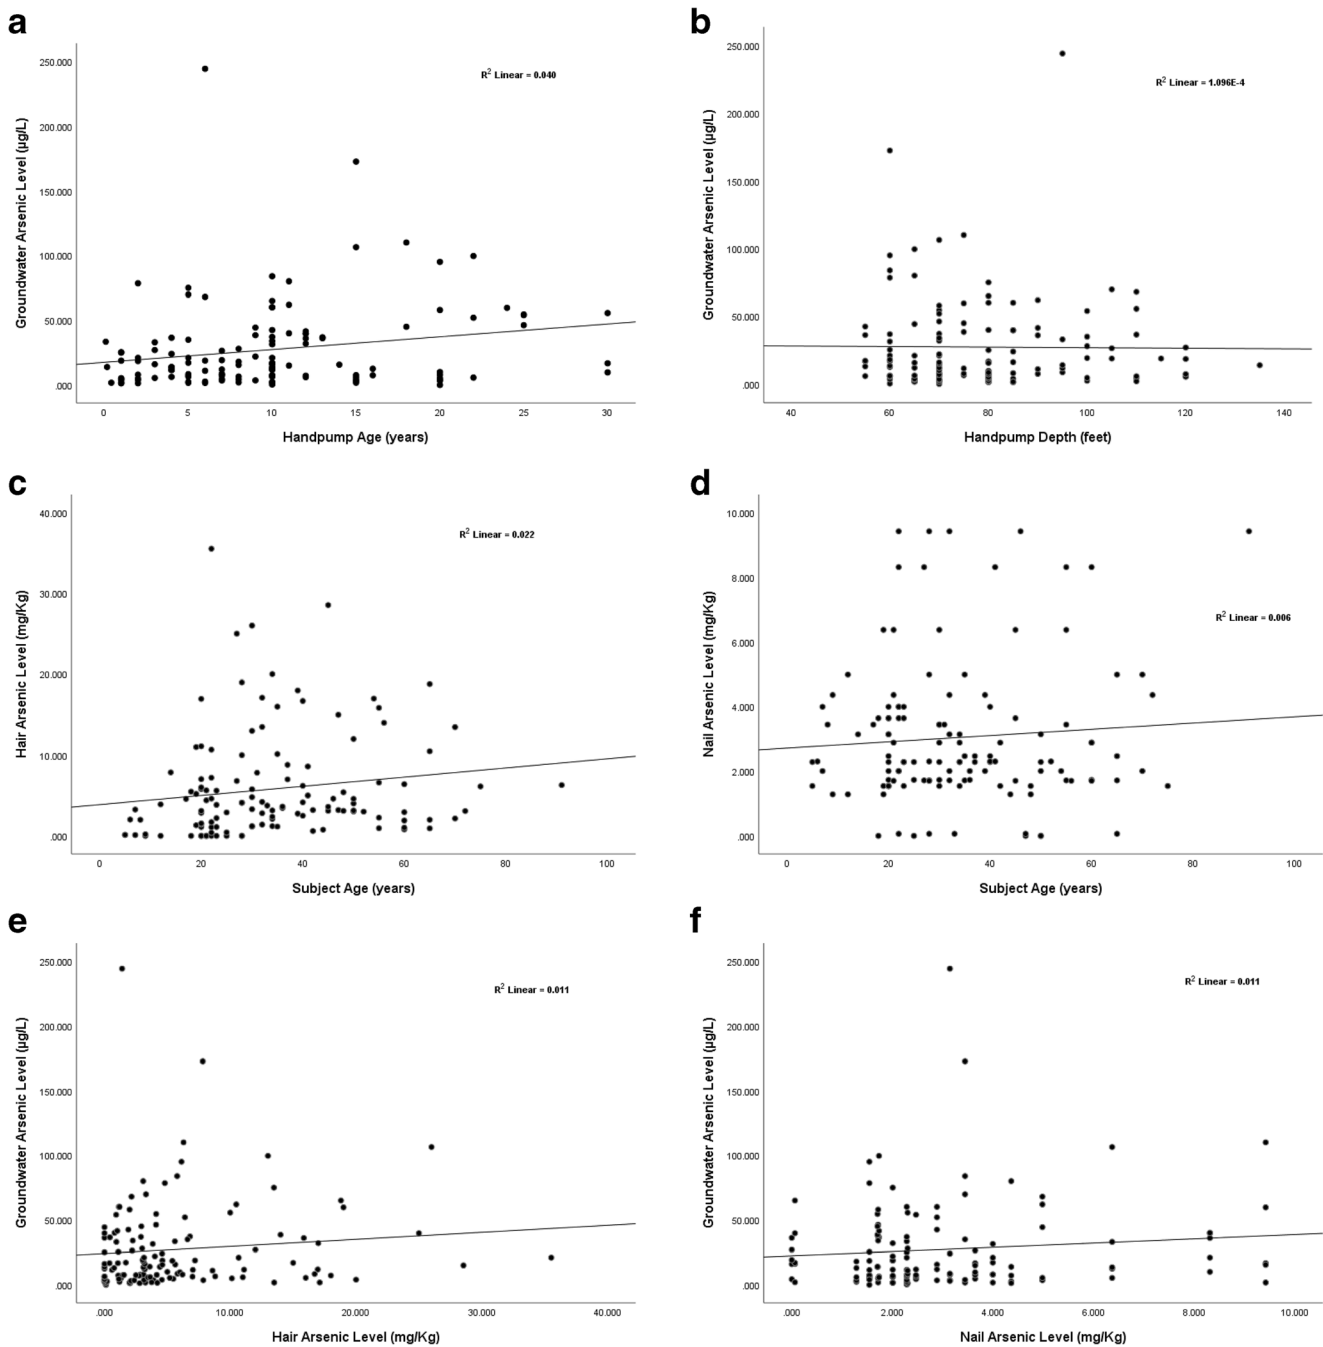 a
R² Linear = 0.040
Groundwater Arsenic Level (µg/L)
250.000
200.000
150.000
100.000
50.000
.000
0 5 10 15 20 25 30
Handpump Age (years)
b
R² Linear = 1.096E-4
Groundwater Arsenic Level (µg/L)
250.000
200.000
150.000
100.000
50.000
.000
40 60 80 100 120 140
Handpump Depth (feet)
c
R² Linear = 0.022
Hair Arsenic Level (mg/Kg)
40.000
30.000
20.000
10.000
.000
0 20 40 60 80 100
Subject Age (years)
d
R² Linear = 0.006
Nail Arsenic Level (mg/Kg)
10.000
8.000
6.000
4.000
2.000
.000
0 20 40 60 80 100
Subject Age (years)
e
R² Linear = 0.011
Groundwater Arsenic Level (µg/L)
250.000
200.000
150.000
100.000
50.000
.000
.000 10.000 20.000 30.000 40.000
Hair Arsenic Level (mg/Kg)
f
R² Linear = 0.011
Groundwater Arsenic Level (µg/L)
250.000
200.000
150.000
100.000
50.000
.000
.000 2.000 4.000 6.000 8.000 10.000
Nail Arsenic Level (mg/Kg)